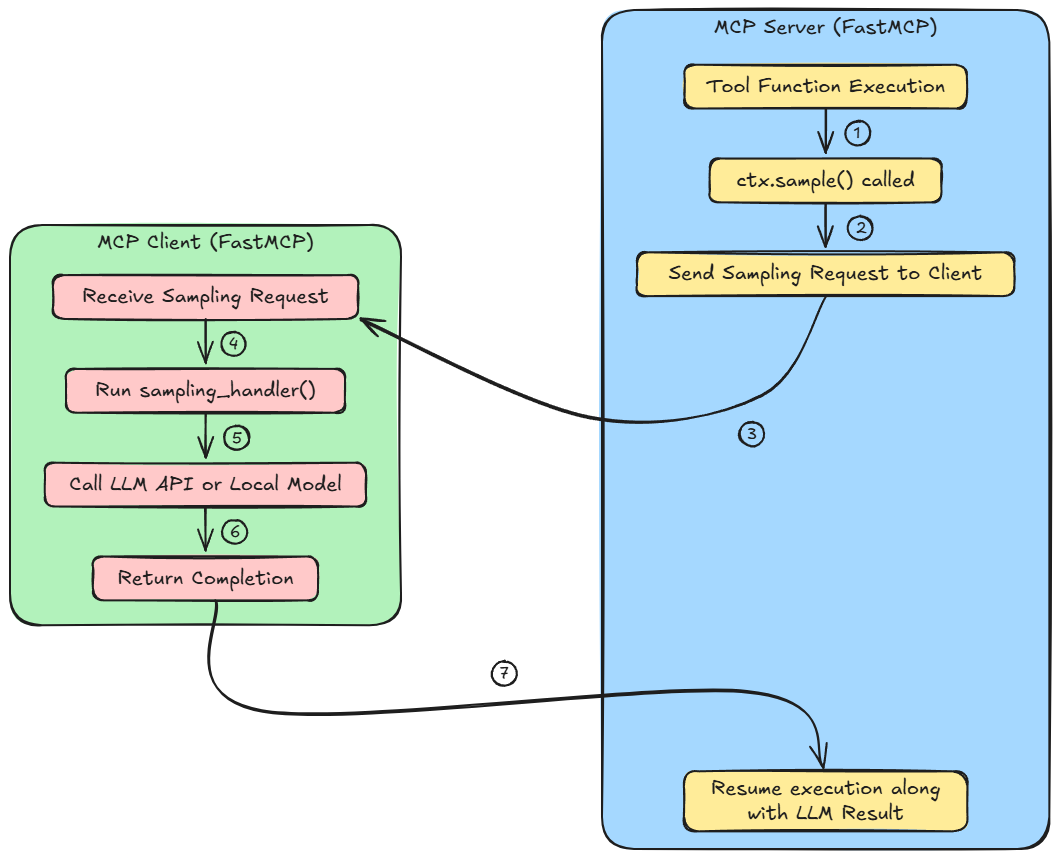 MCP Server (FastMCP)
Tool Function Execution
1
ctx.sample() called
2
Send Sampling Request to Client
3
MCP Client (FastMCP)
Receive Sampling Request
4
Run sampling_handler()
5
Call LLM API or Local Model
6
Return Completion
7
Resume execution along
with LLM Result